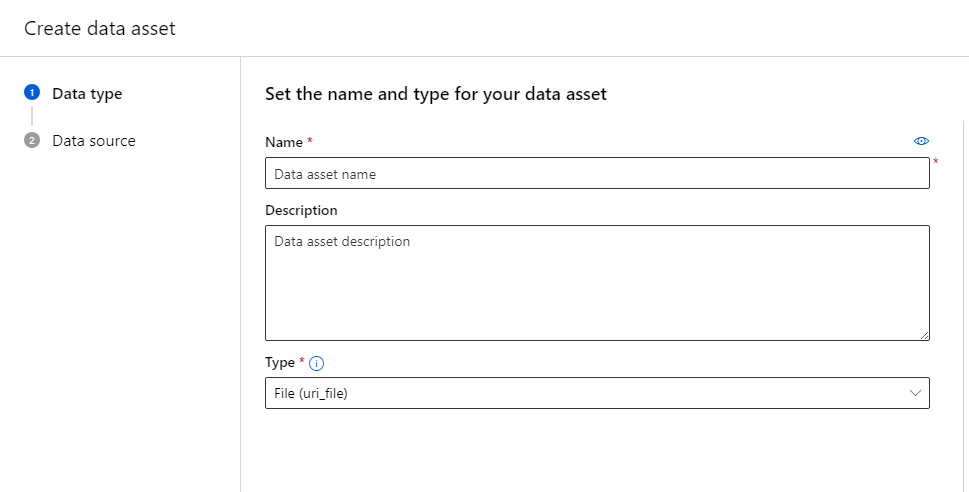 Create data asset
1 Data type
2 Data source
Set the name and type for your data asset
Name *
Data asset name
*
Description
Data asset description
Type * i
File (uri_file)